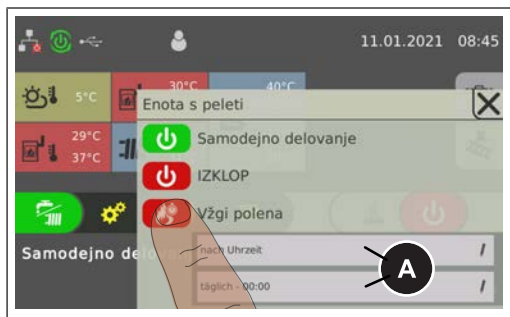 11.01.2021 08:45
5°C
30°C
40°C
Enota s peleti
29°C
37°C
Samodejno delovanje
IZKLOP
Vžgi polena
Samodejno de
nach Uhrzeit
täglich - 00:00
A